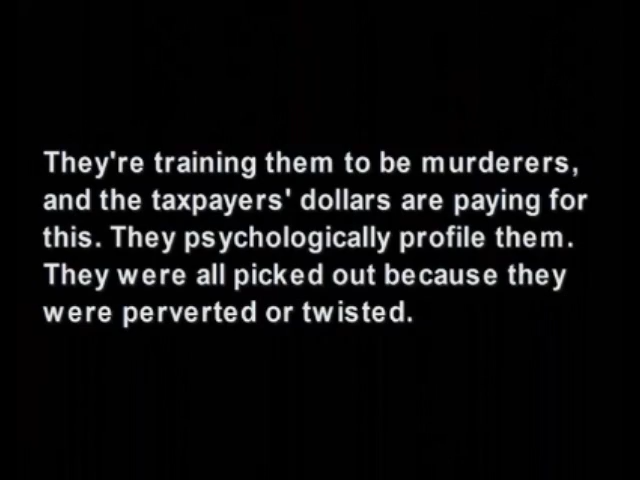 They're training them to be murderers,
and the taxpayers' dollars are paying for
this. They psychologically profile them.
They were all picked out because they
were perverted or twisted.